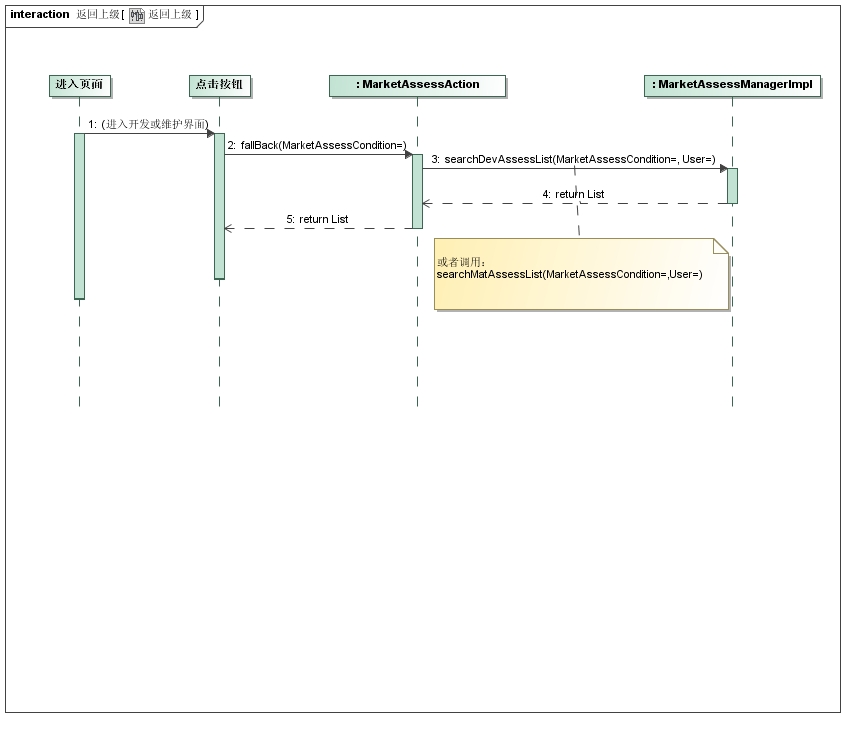 interaction 返回上级[ 返回上级 ]
进入页面
点击按钮
: MarketAssessAction
: MarketAssessManagerImpl
1: (进入开发或维护界面)
2: fallBack(MarketAssessCondition=)
3: searchDevAssessList(MarketAssessCondition=, User=)
4: return List
5: return List
或者调用:
searchMatAssessList(MarketAssessCondition=,User=)